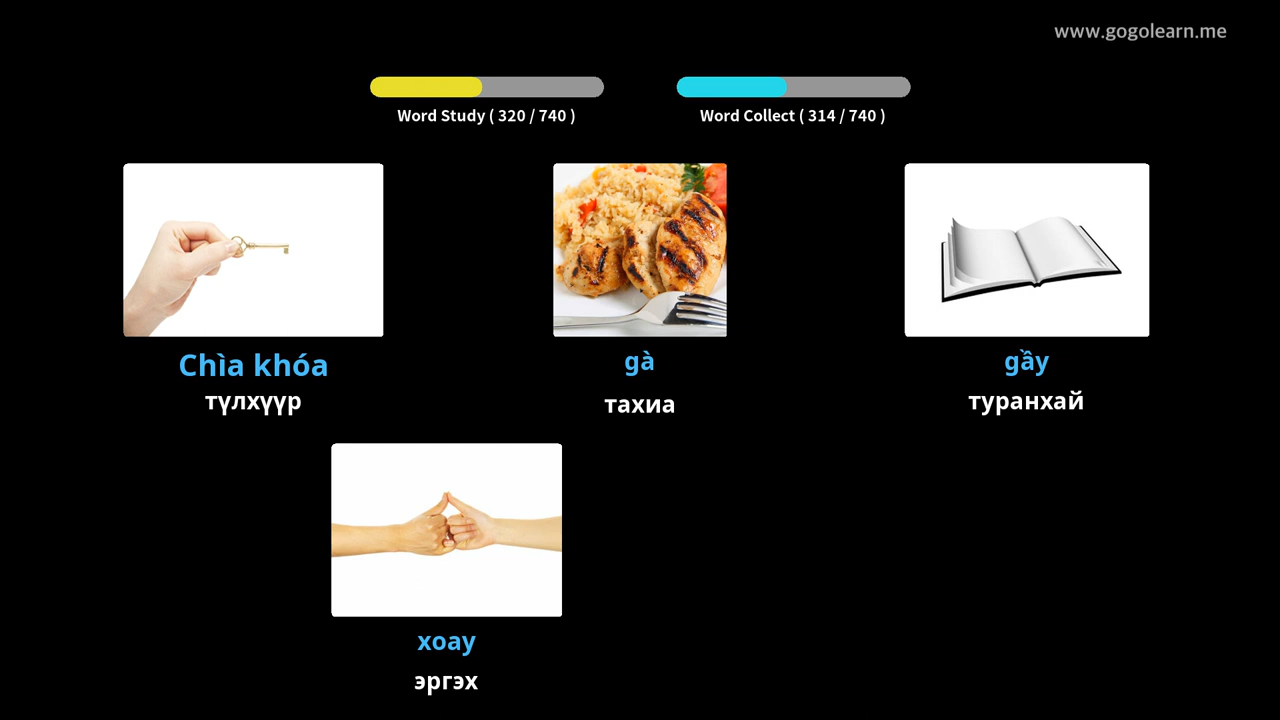 www.gogolearn.me
Word Study ( 320 / 740 )
Word Collect ( 314 / 740 )
Chìa khóa
түлхүүр
gà
тахиа
gầy
туранхай
xoay
эргэх